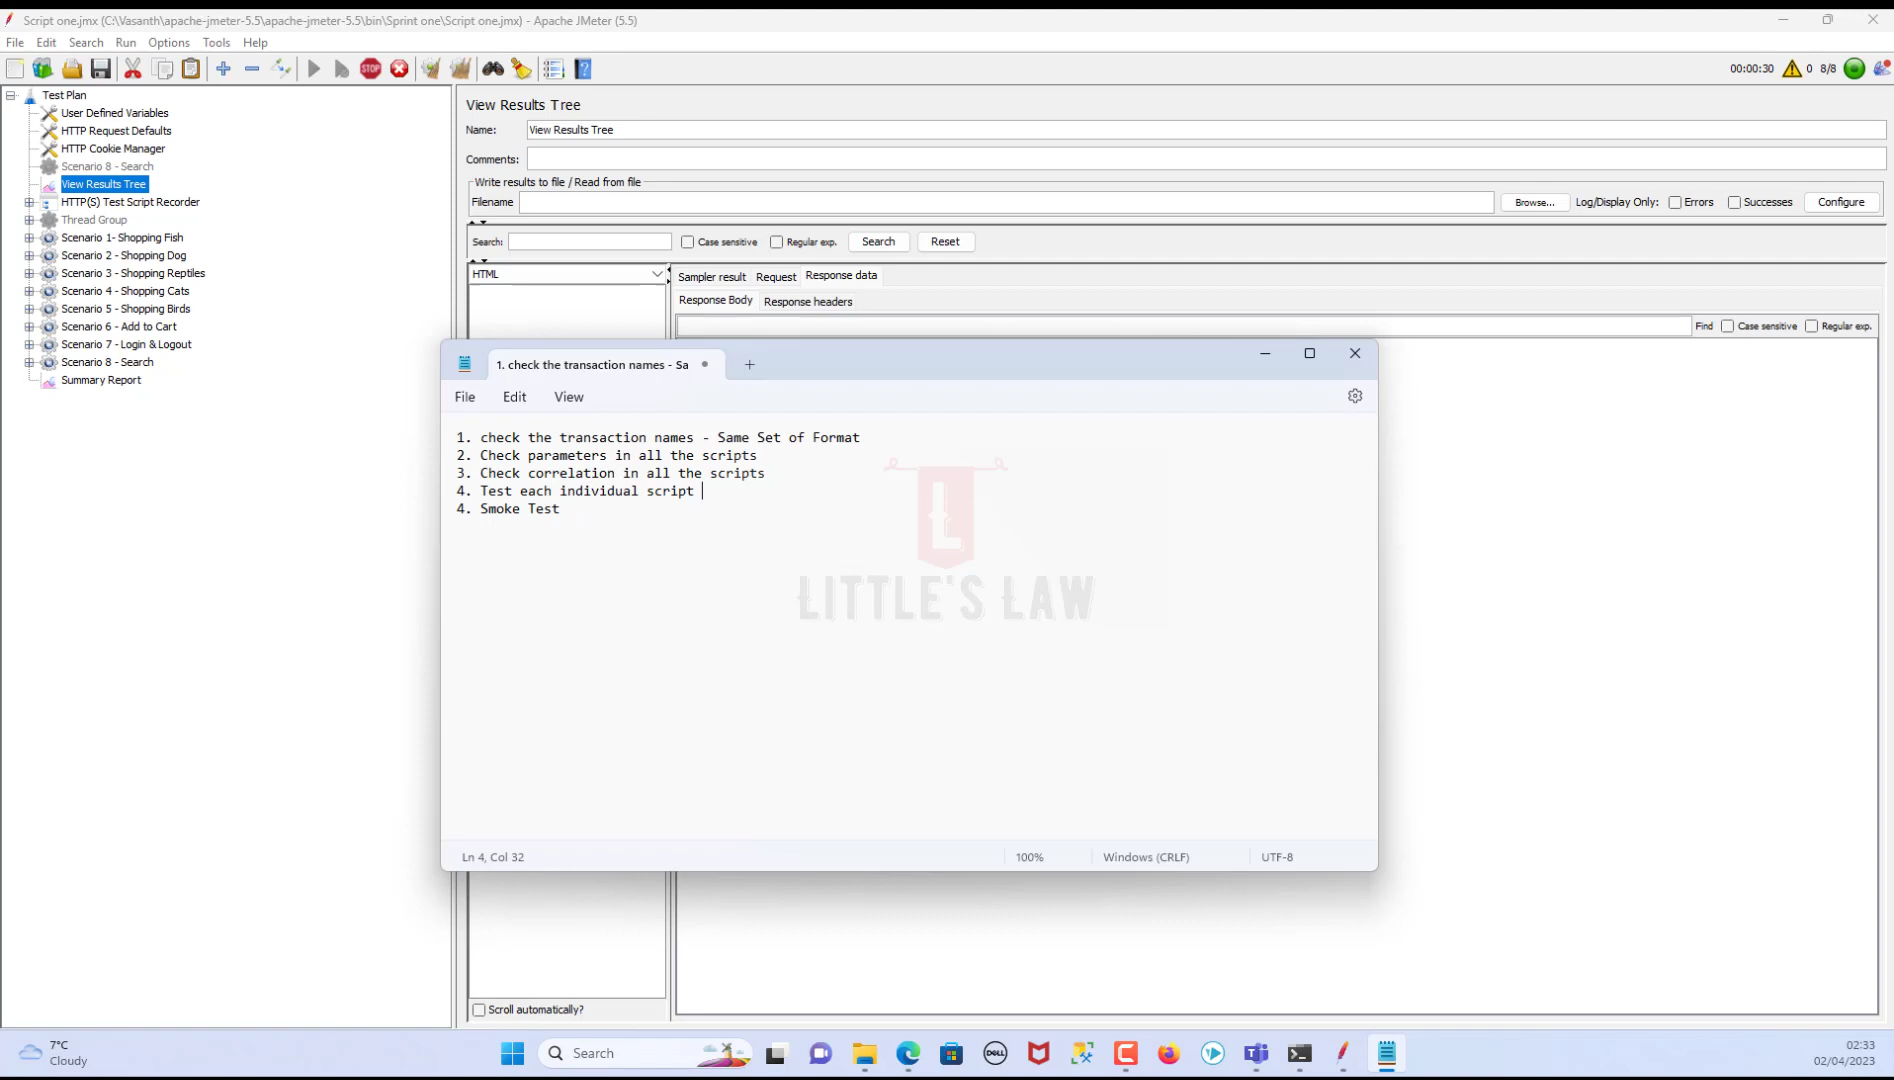 Script one.jmx (C:\Vasanth\apache-jmeter-5.5\apache-jmeter-5.5\bin\Sprint one\Script one.jmx) - Apache JMeter (5.5)
File Edit Search Run Options Tools Help
STOP
00:00:30 0 8/8
Test Plan
User Defined Variables
HTTP Request Defaults
HTTP Cookie Manager
Scenario 8 - Search
View Results Tree
HTTP(S) Test Script Recorder
Thread Group
Scenario 1- Shopping Fish
Scenario 2 - Shopping Dog
Scenario 3 - Shopping Reptiles
Scenario 4 - Shopping Cats
Scenario 5 - Shopping Birds
Scenario 6 - Add to Cart
Scenario 7 - Login & Logout
Scenario 8 - Search
Summary Report
View Results Tree
Name: View Results Tree
Comments:
Write results to file / Read from file
Filename Browse... Log/Display Only: Errors Successes Configure
Search: Case sensitive Regular exp. Search Reset
HTML
Sampler result Request Response data
Response Body Response headers
Find Case sensitive Regular exp.
1. check the transaction names - Sa
File Edit View
1. check the transaction names - Same Set of Format
2. Check parameters in all the scripts
3. Check correlation in all the scripts
4. Test each individual script
4. Smoke Test
L
LITTLE'S LAW
Ln 4, Col 32 100% Windows (CRLF) UTF-8
Scroll automatically?
7°C
Cloudy
Search
DELL
02:33
02/04/2023